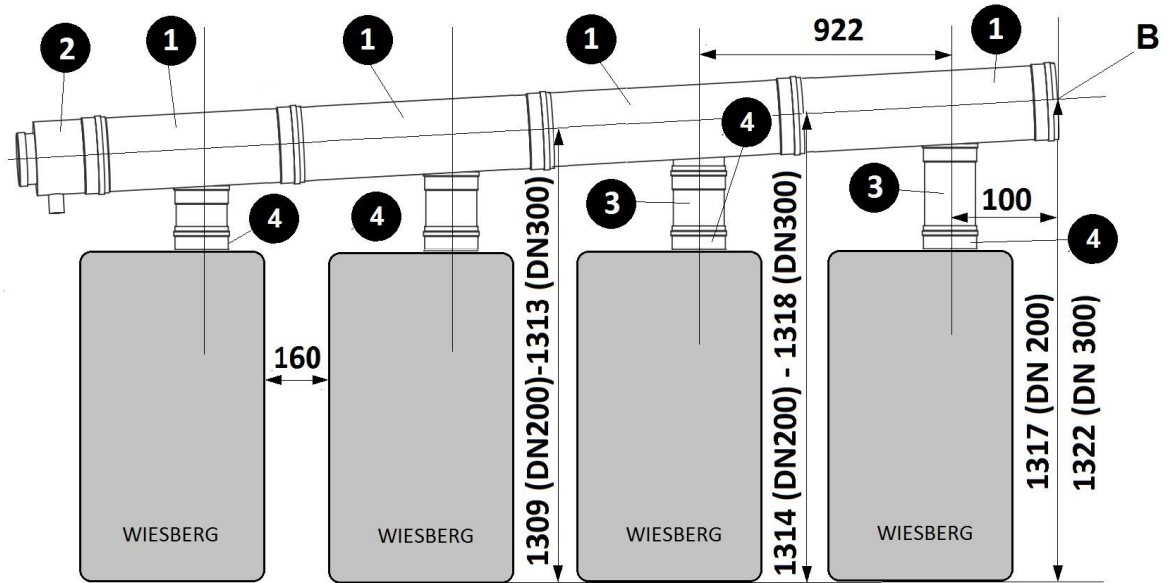 922
B
2
1
1
1
1
4
3
3
4
4
4
100
160
1309 (DN200)-1313 (DN300)
1314 (DN200) - 1318 (DN300)
1317 (DN 200)
1322 (DN 300)
WIESBERG
WIESBERG
WIESBERG
WIESBERG